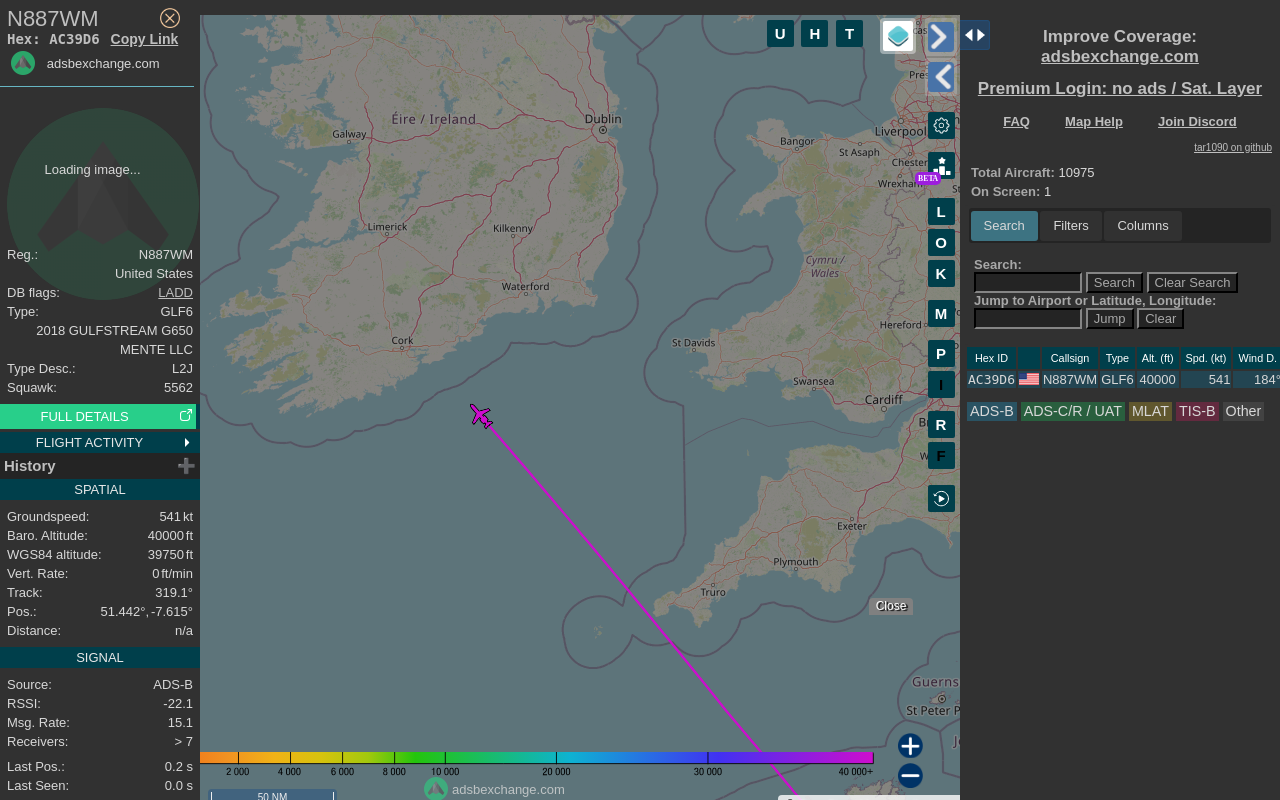 N887WM
Hex: AC39D6 Copy Link
adsbexchange.com
Loading image...
Reg.: N887WM
United States
DB flags: LADD
Type: GLF6
2018 GULFSTREAM G650
MENTE LLC
Type Desc.: L2J
Squawk: 5562
FULL DETAILS
FLIGHT ACTIVITY
History
SPATIAL
Groundspeed: 541 kt
Baro. Altitude: 40000 ft
WGS84 altitude: 39750 ft
Vert. Rate: 0 ft/min
Track: 319.1°
Pos.: 51.442°, -7.615°
Distance: n/a
SIGNAL
Source: ADS-B
RSSI: -22.1
Msg. Rate: 15.1
Receivers: > 7
Last Pos.: 0.2 s
Last Seen: 0.0 s
U H T
Éire / Ireland
Dublin
Galway
Limerick
Kilkenny
Waterford
Cork
Bangor
St Asaph
Liverpool
Chester
Wrexham
BETA
Cymru /
Wales
Hereford
St Davids
Swansea
Cardiff
Exeter
Plymouth
Truro
St Peter P
L
O
K
M
P
I
R
F
Close
2 000 4 000 6 000 8 000 10 000 20 000 30 000 40 000+
adsbexchange.com
50 NM
Improve Coverage:
adsbexchange.com
Premium Login: no ads / Sat. Layer
FAQ Map Help Join Discord
tar1090 on github
Total Aircraft: 10975
On Screen: 1
Search Filters Columns
Search:
Search Clear Search
Jump to Airport or Latitude, Longitude:
Jump Clear
Hex ID Callsign Type Alt. (ft) Spd. (kt) Wind D.
AC39D6 N887WM GLF6 40000 541 184°
ADS-B ADS-C/R / UAT MLAT TIS-B Other